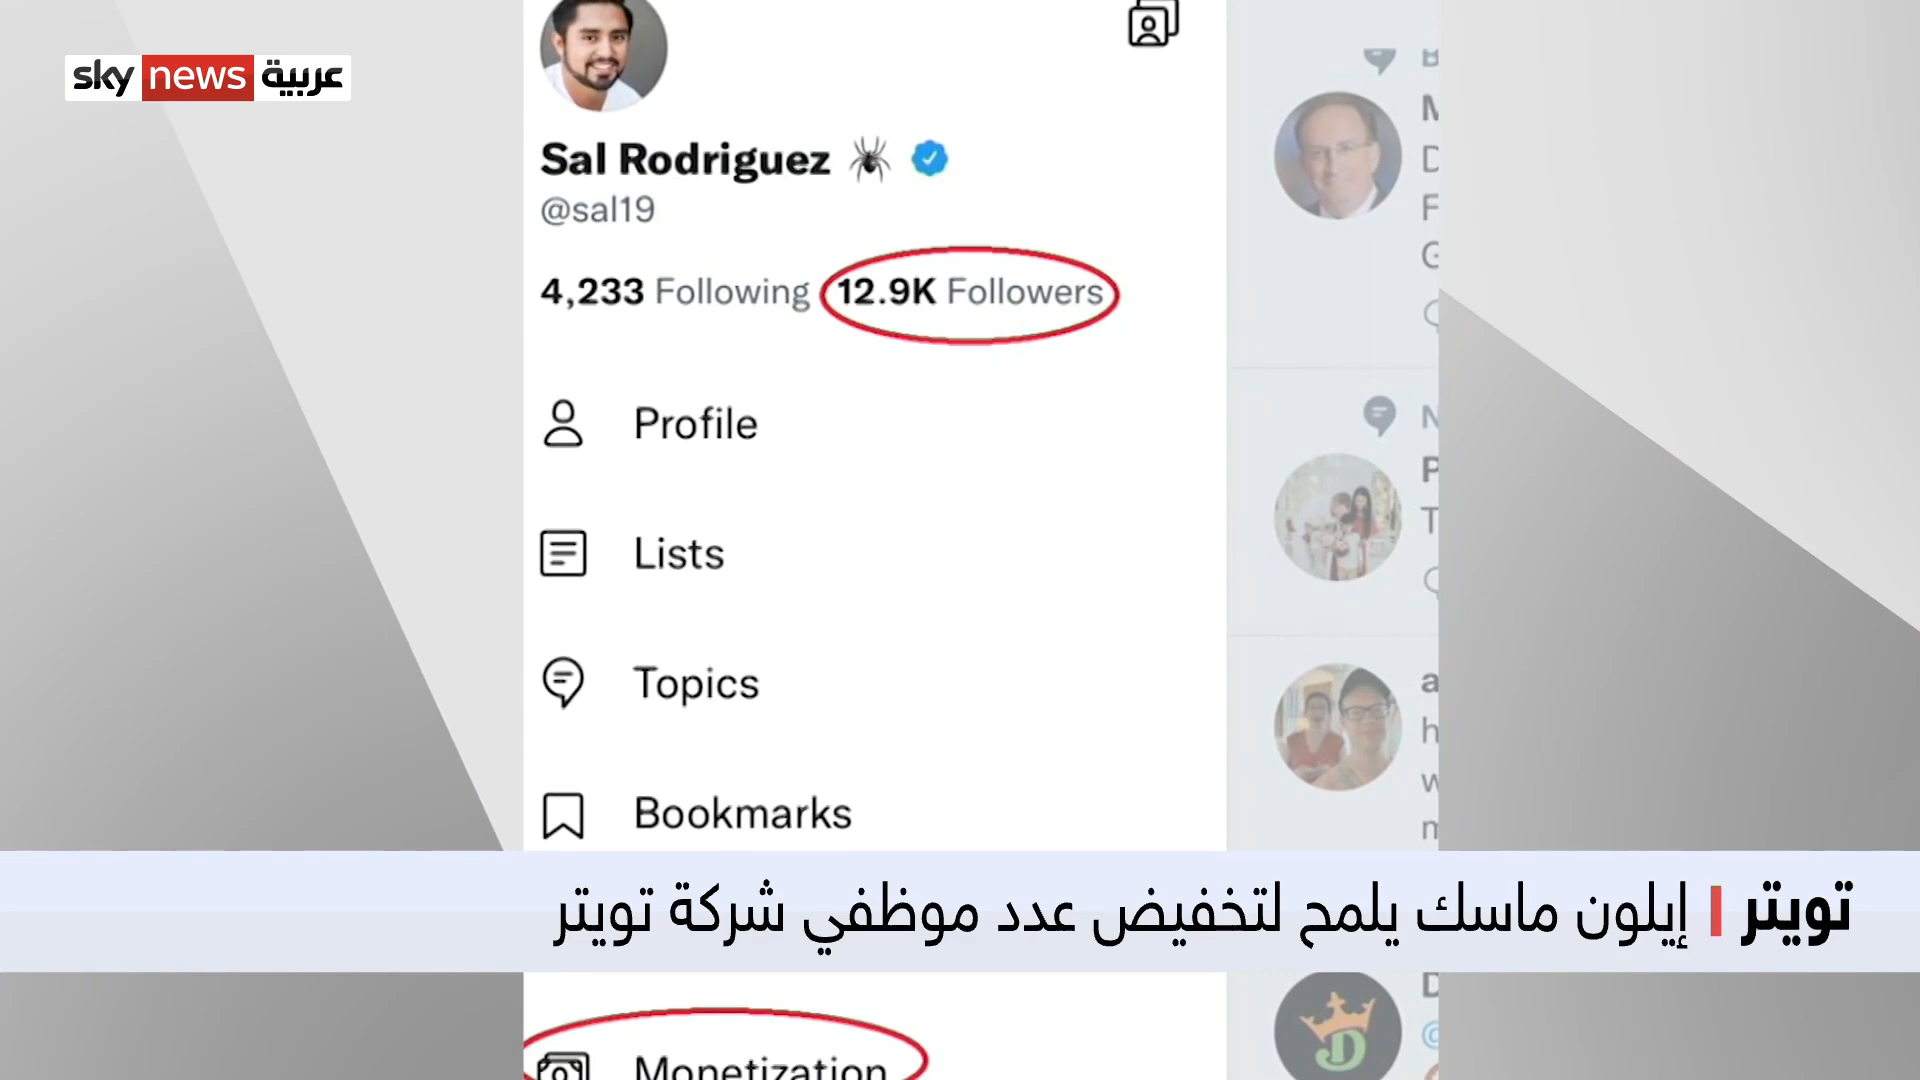 sky news عربية
Sal Rodriguez
@sal19
4,233 Following 12.9K Followers
Profile
Lists
Topics
Bookmarks
تويتر | إيلون ماسك يلمح لتخفيض عدد موظفي شركة تويتر
Monetization